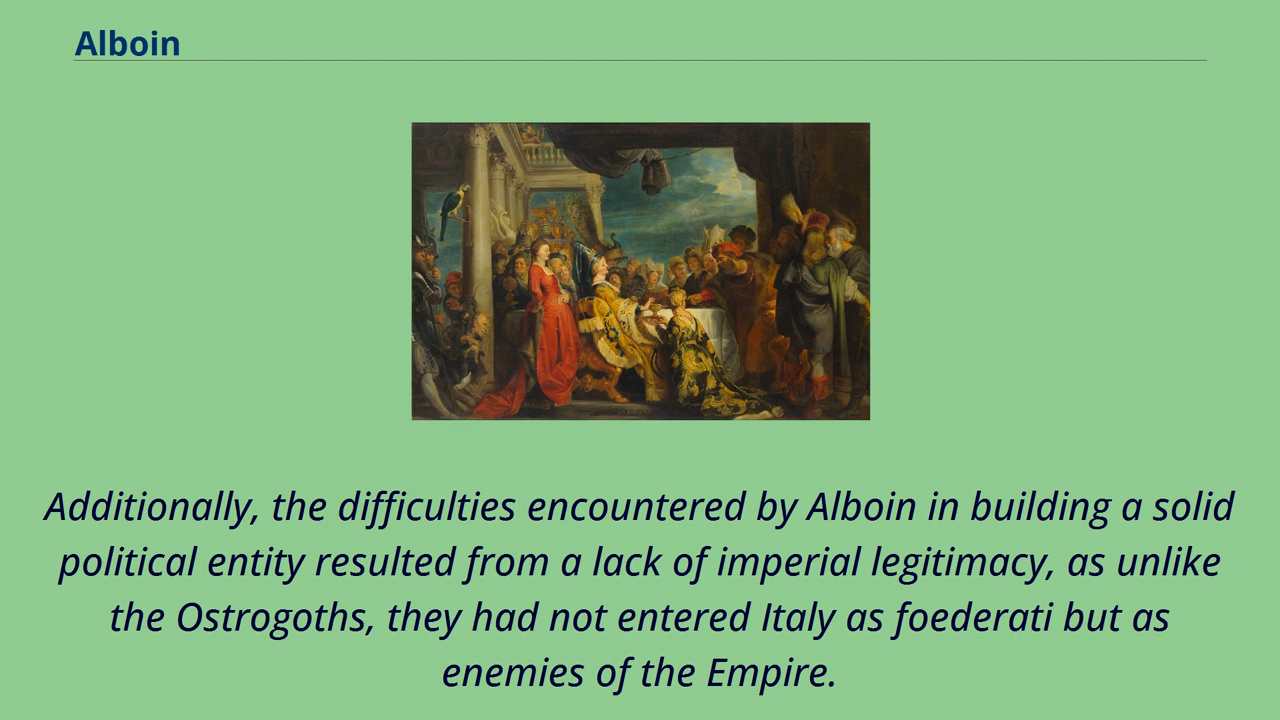 Alboin
Additionally, the difficulties encountered by Alboin in building a solid
political entity resulted from a lack of imperial legitimacy, as unlike
the Ostrogoths, they had not entered Italy as foederati but as
enemies of the Empire.